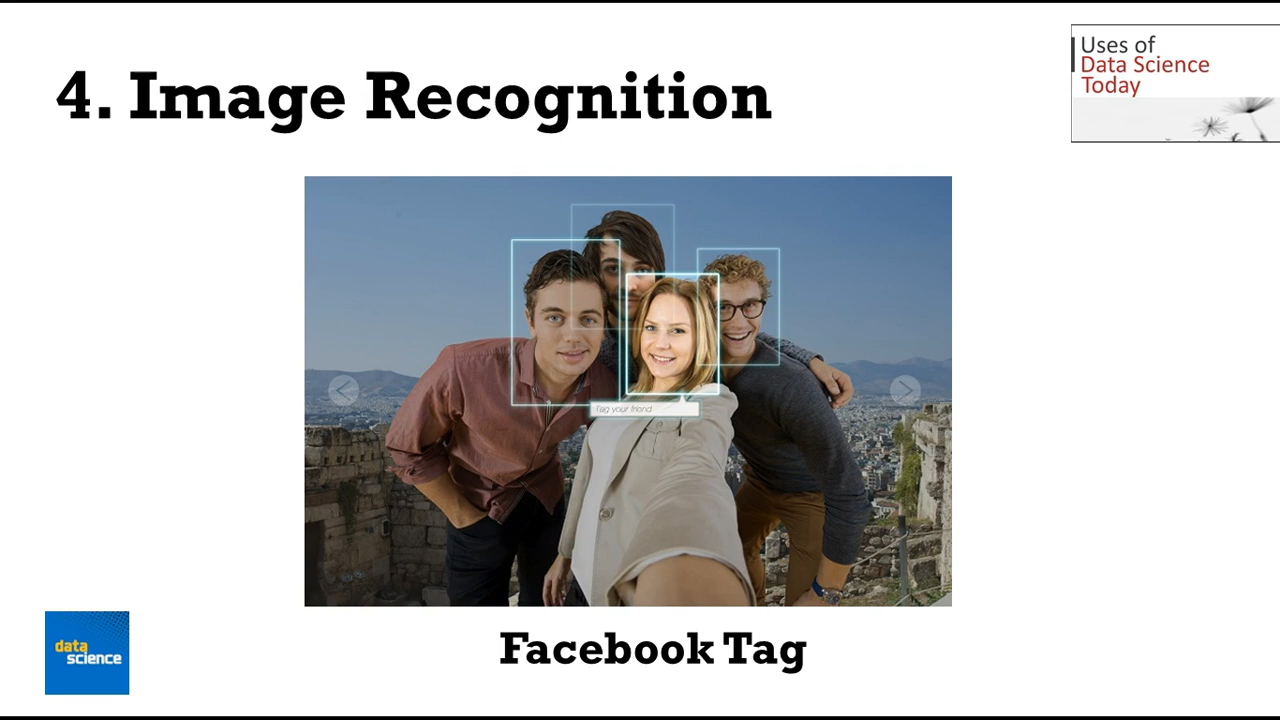 4. Image Recognition
Uses of
Data Science
Today
Tag your friend
Facebook Tag
data
science